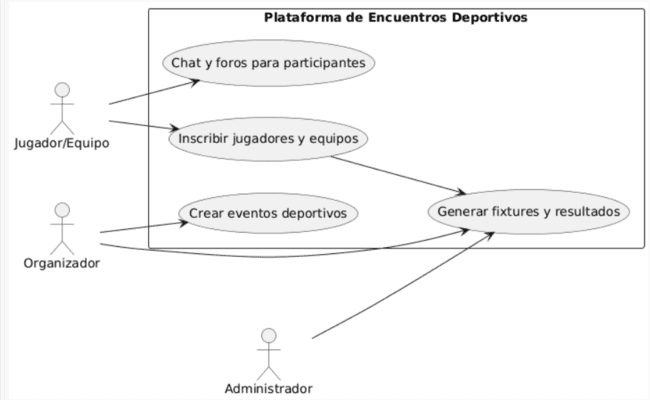 Plataforma de Encuentros Deportivos
Chat y foros para participantes
Jugador/Equipo
Inscribir jugadores y equipos
Crear eventos deportivos
Generar fixtures y resultados
Organizador
Administrador